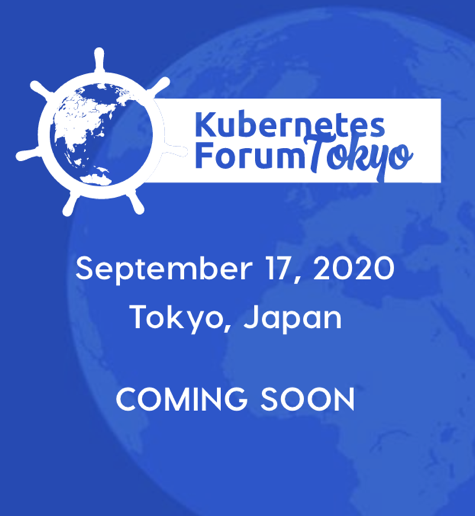 Kubernetes
Forum Tokyo
September 17, 2020
Tokyo, Japan
COMING SOON